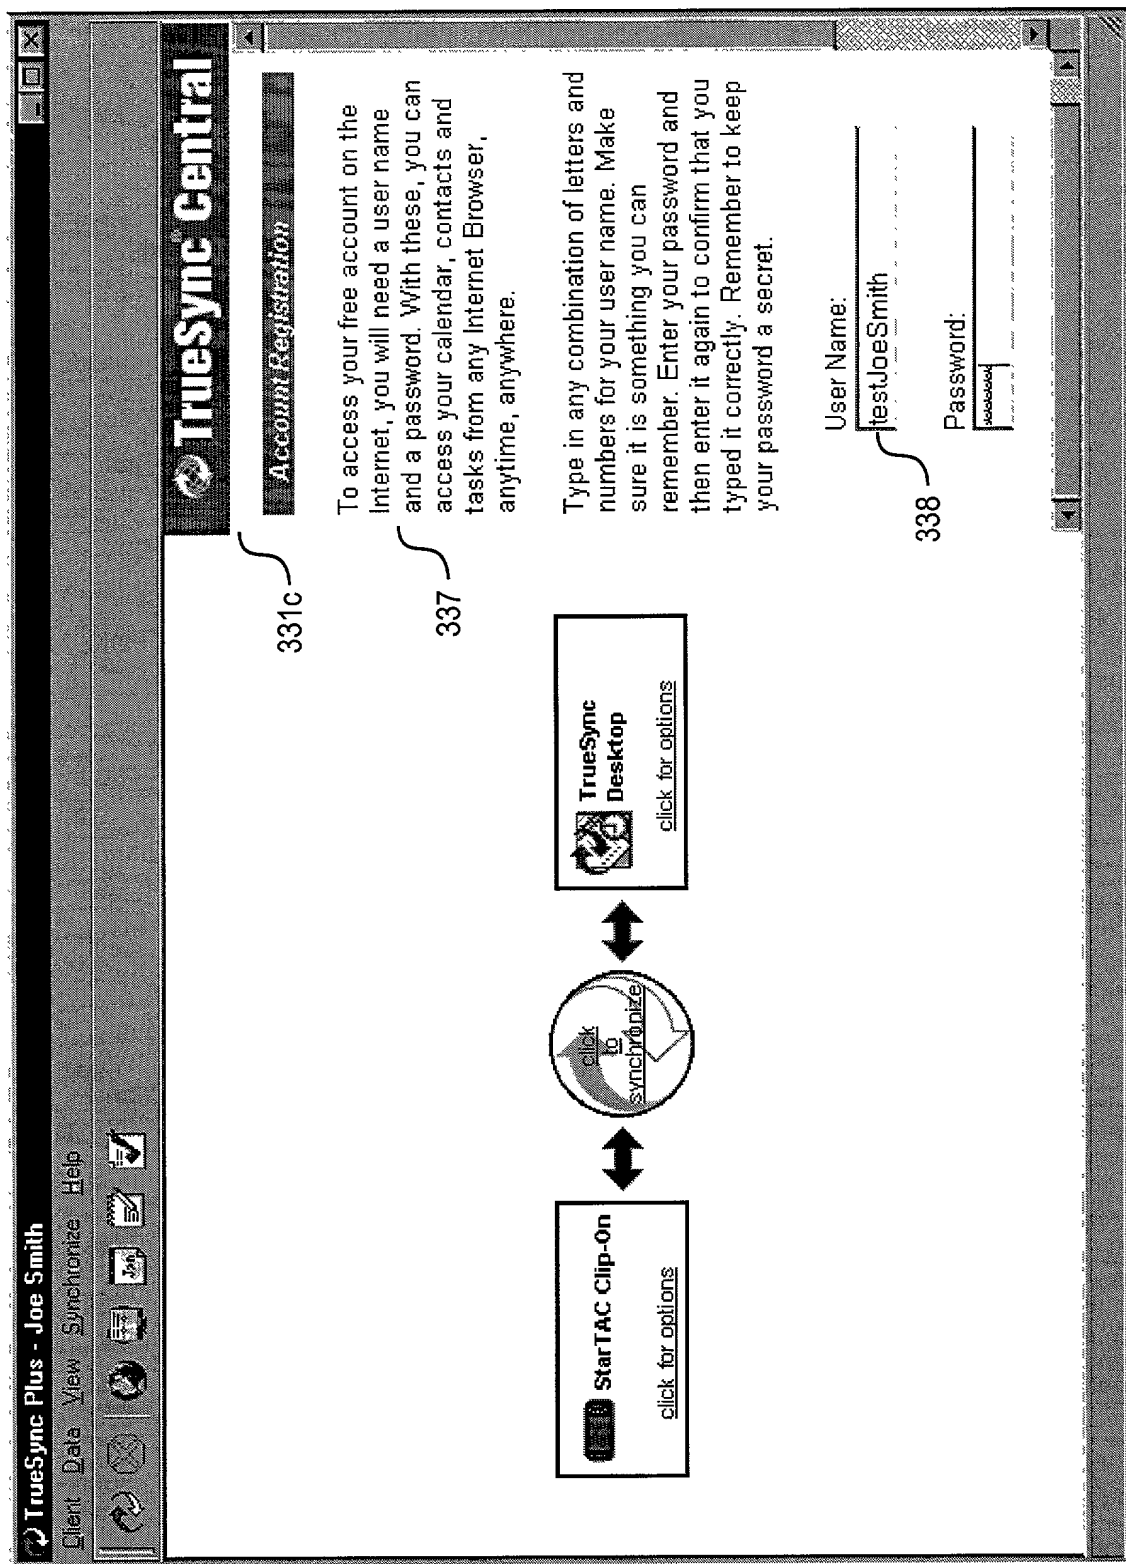 TrueSync Plus - Joe Smith
Client Data View Synchronize Help
Jan
TrueSync® Central
331c
Account Registration
337
To access your free account on the
Internet, you will need a user name
and a password. With these, you can
access your calendar, contacts and
tasks from any Internet Browser,
anytime, anywhere.
Type in any combination of letters and
numbers for your user name. Make
sure it is something you can
remember. Enter your password and
then enter it again to confirm that you
typed it correctly. Remember to keep
your password a secret.
338
User Name:
testJoeSmith
Password:
StarTAC Clip-On
click for options
click
to
synchronize
TrueSync
Desktop
click for options